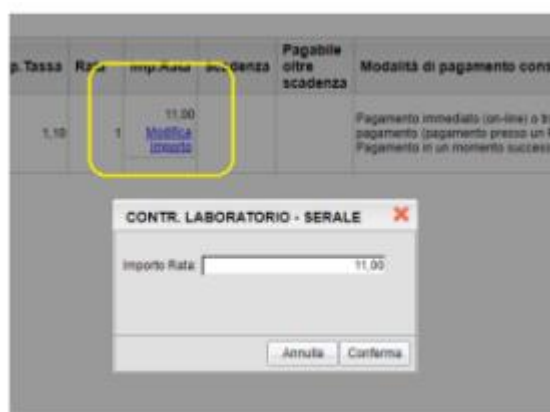 p.Tassa Rata Imp.Rata scadenza Pagabile oltre scadenza Modalità di pagamento cons
1,10 1 11,00
Modifica
importo
Pagamento immediato (on-line) o
pagamento (pagamento presso un
Pagamento in un momento success
CONTR. LABORATORIO - SERALE
Importo Rata: 11,00
Annulla Conferma